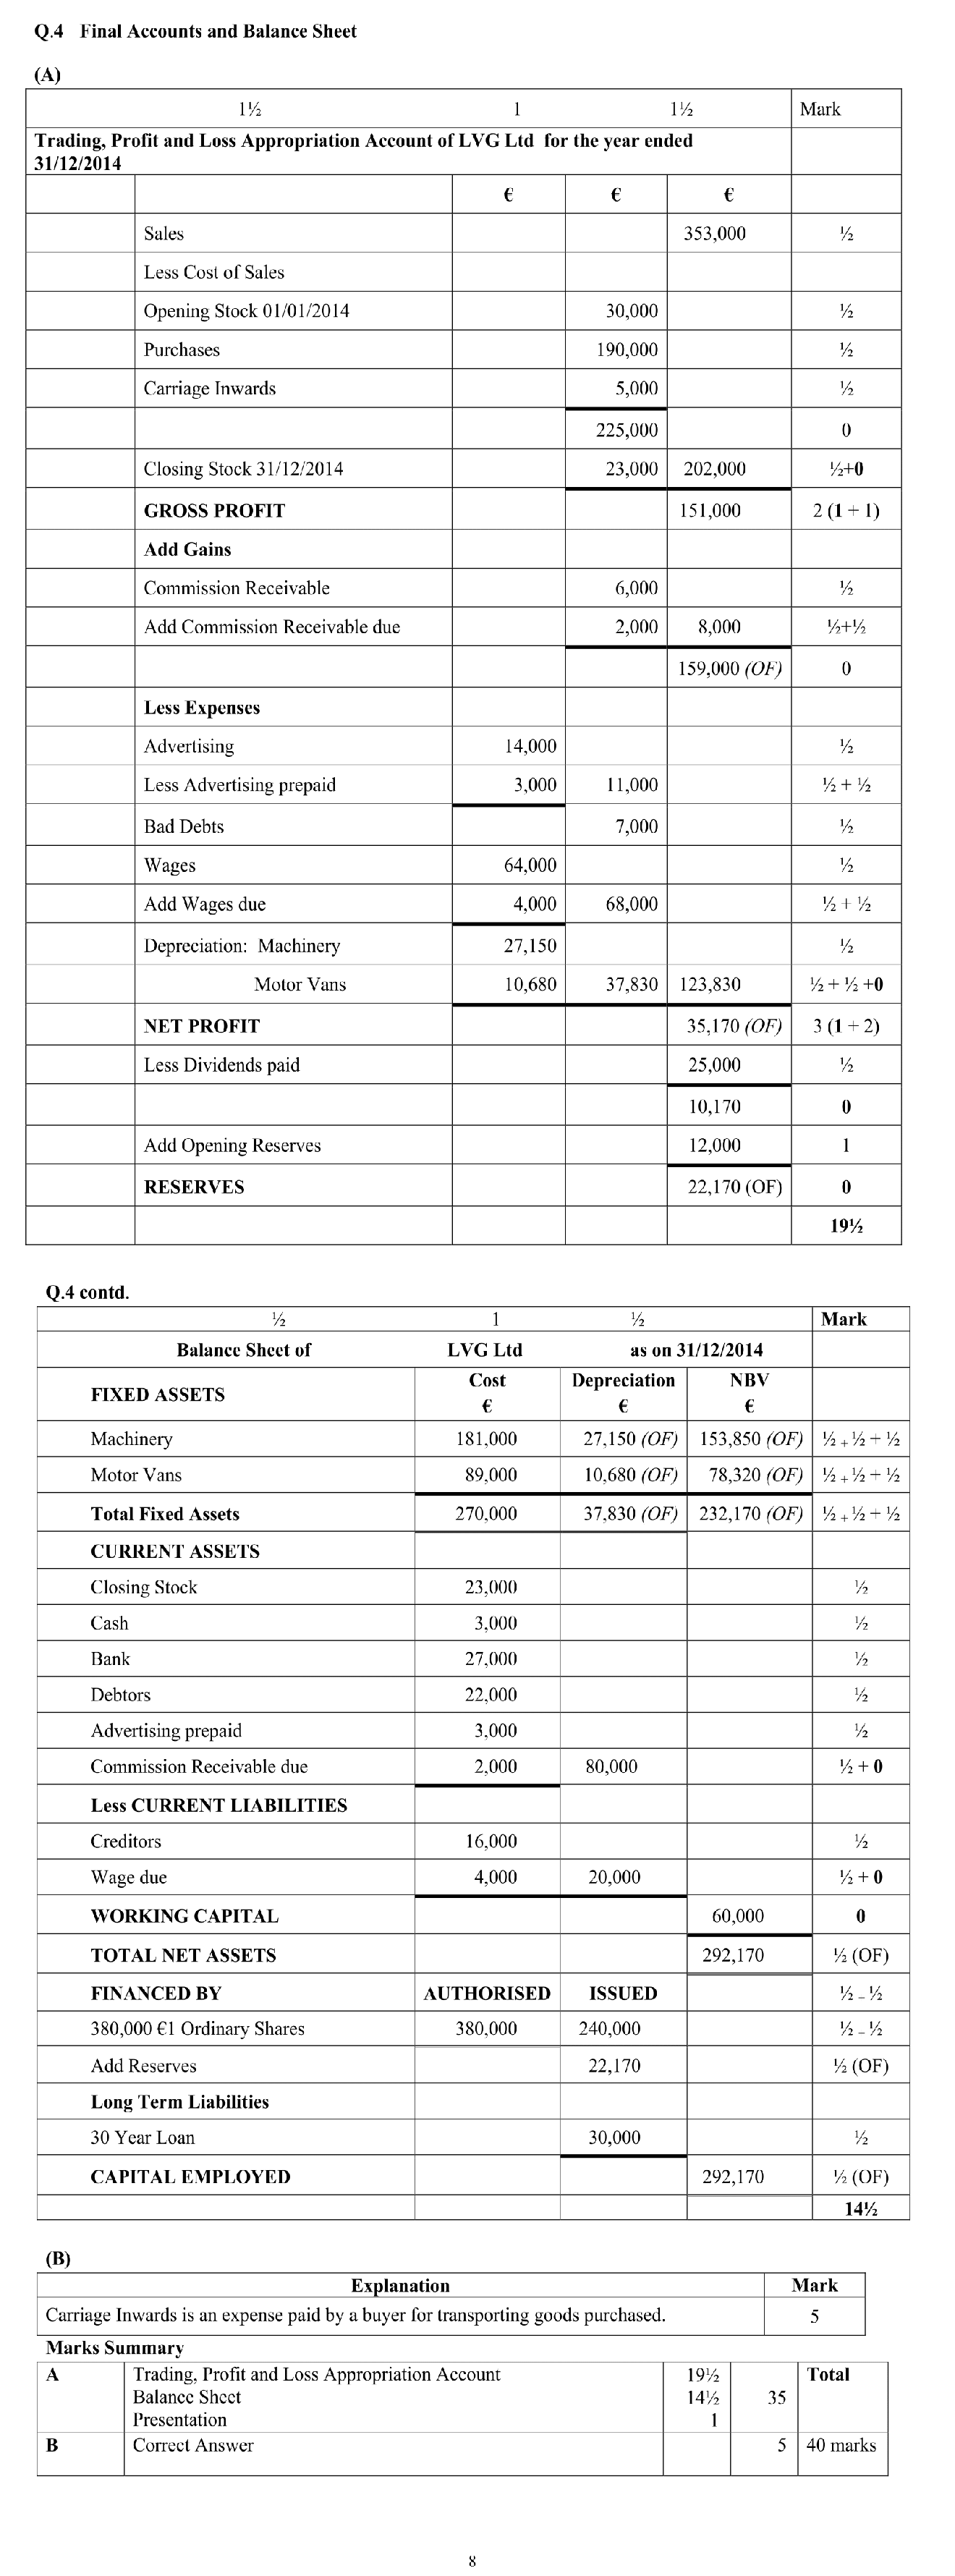 Q.4 Final Accounts and Balance Sheet
(A)
1½ 1 1½ Mark
Trading, Profit and Loss Appropriation Account of LVG Ltd for the year ended
31/12/2014
€ € €
Sales 353,000 ½
Less Cost of Sales
Opening Stock 01/01/2014 30,000 ½
Purchases 190,000 ½
Carriage Inwards 5,000 ½
225,000 0
Closing Stock 31/12/2014 23,000 202,000 ½+0
GROSS PROFIT 151,000 2 (1 + 1)
Add Gains
Commission Receivable 6,000 ½
Add Commission Receivable due 2,000 8,000 ½+½
159,000 (OF) 0
Less Expenses
Advertising 14,000 ½
Less Advertising prepaid 3,000 11,000 ½ + ½
Bad Debts 7,000 ½
Wages 64,000 ½
Add Wages due 4,000 68,000 ½ + ½
Depreciation: Machinery 27,150 ½
Motor Vans 10,680 37,830 123,830 ½ + ½ +0
NET PROFIT 35,170 (OF) 3 (1 + 2)
Less Dividends paid 25,000 ½
10,170 0
Add Opening Reserves 12,000 1
RESERVES 22,170 (OF) 0
19½
Q.4 contd.
½ 1 ½ Mark
Balance Sheet of LVG Ltd as on 31/12/2014
FIXED ASSETS Cost Depreciation NBV
€ € €
Machinery 181,000 27,150 (OF) 153,850 (OF) ½ + ½ + ½
Motor Vans 89,000 10,680 (OF) 78,320 (OF) ½ + ½ + ½
Total Fixed Assets 270,000 37,830 (OF) 232,170 (OF) ½ + ½ + ½
CURRENT ASSETS
Closing Stock 23,000 ½
Cash 3,000 ½
Bank 27,000 ½
Debtors 22,000 ½
Advertising prepaid 3,000 ½
Commission Receivable due 2,000 80,000 ½ + 0
Less CURRENT LIABILITIES
Creditors 16,000 ½
Wage due 4,000 20,000 ½ + 0
WORKING CAPITAL 60,000 0
TOTAL NET ASSETS 292,170 ½ (OF)
FINANCED BY AUTHORISED ISSUED ½ - ½
380,000 €1 Ordinary Shares 380,000 240,000 ½ - ½
Add Reserves 22,170 ½ (OF)
Long Term Liabilities
30 Year Loan 30,000 ½
CAPITAL EMPLOYED 292,170 ½ (OF)
14½
(B)
Explanation Mark
Carriage Inwards is an expense paid by a buyer for transporting goods purchased. 5
Marks Summary
A Trading, Profit and Loss Appropriation Account 19½ Total
Balance Sheet 14½ 35
Presentation 1
B Correct Answer 5 40 marks
8